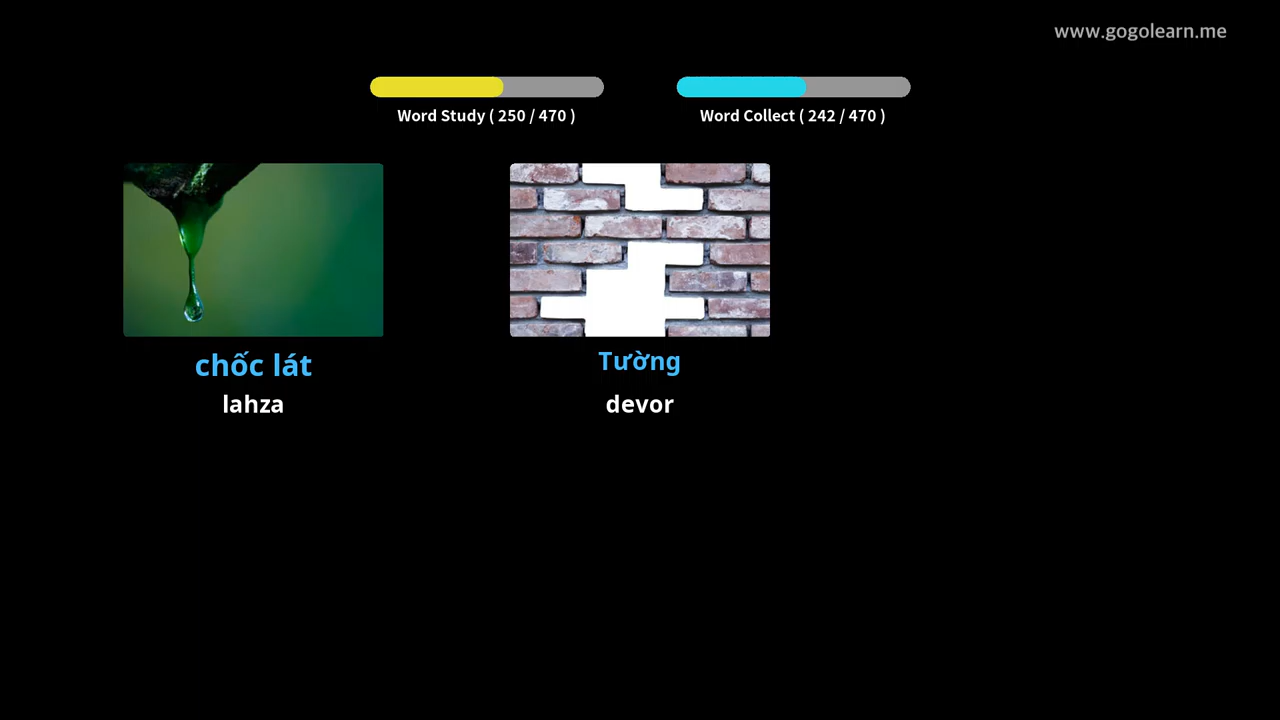 www.gogolearn.me
Word Study ( 250 / 470 )
Word Collect ( 242 / 470 )
chốc lát
lahza
Tường
devor